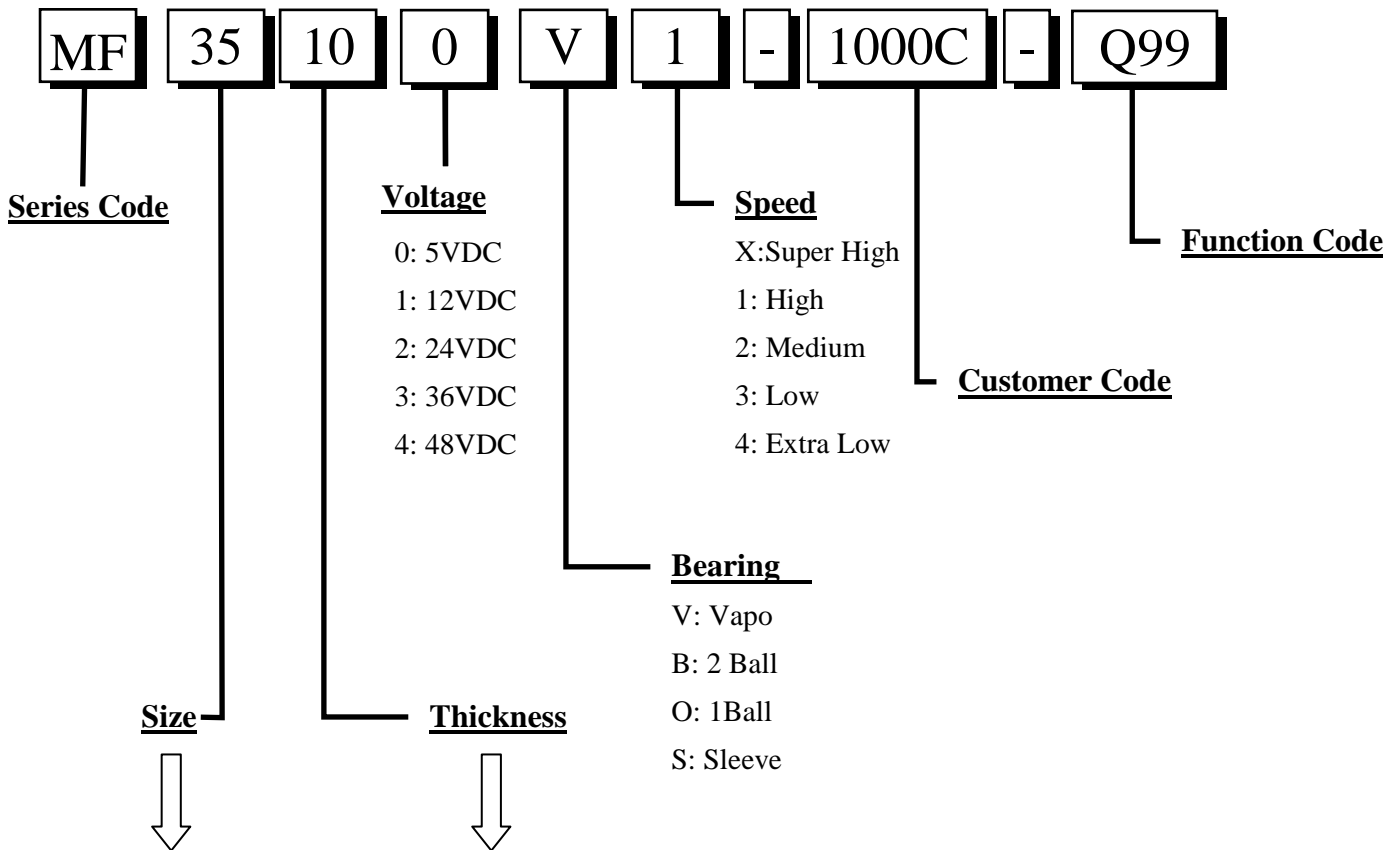 MF 35 10 0 V 1 - 1000C - Q99
Series Code
Voltage
0: 5VDC
1: 12VDC
2: 24VDC
3: 36VDC
4: 48VDC
Speed
X:Super High
1: High
2: Medium
3: Low
4: Extra Low
Function Code
Customer Code
Bearing
V: Vapo
B: 2 Ball
O: 1Ball
S: Sleeve
Size
Thickness